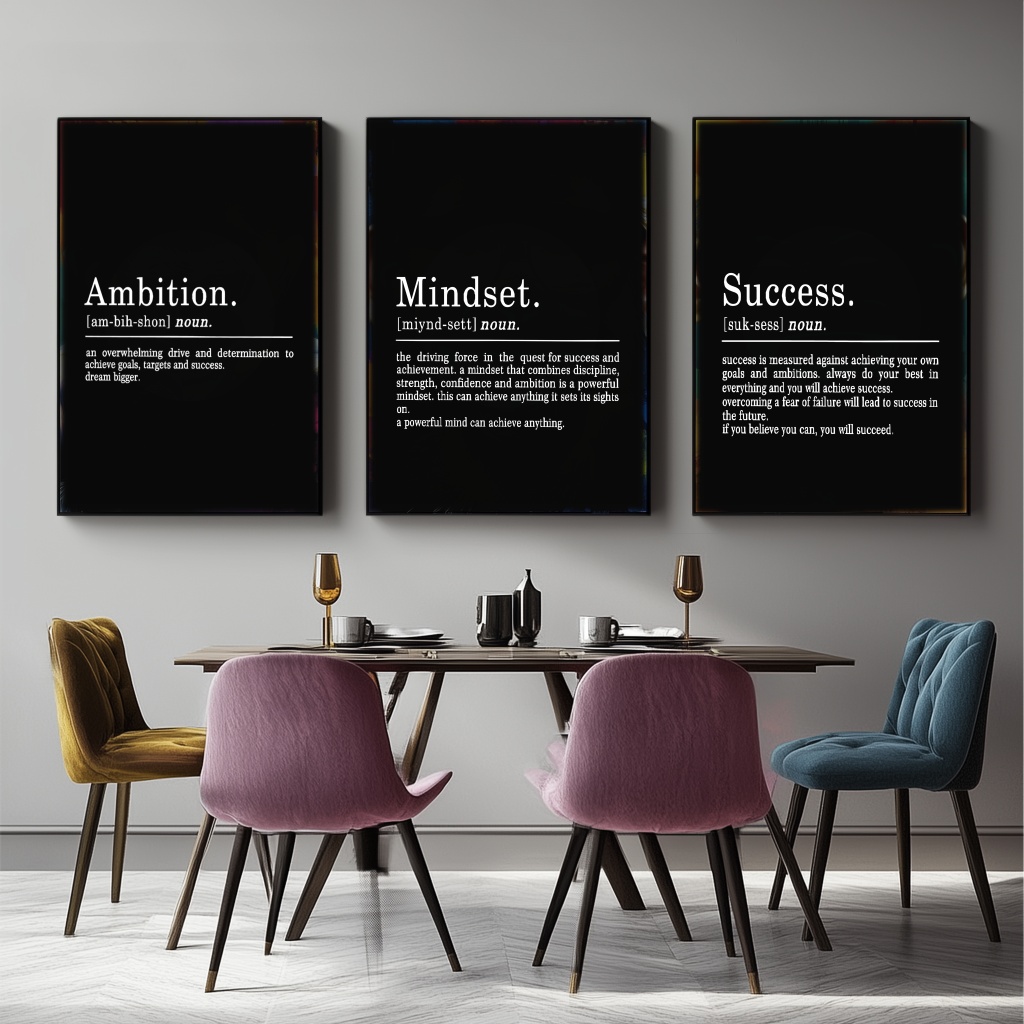 Ambition.
[am-bih-shon] noun.
an overwhelming drive and determination to
achieve goals, targets and success.
dream bigger.
Mindset.
[miynd-sett] noun.
the driving force in the quest for success and
achievement. a mindset that combines discipline,
strength, confidence and ambition is a powerful
mindset. this can achieve anything it sets its sights
on.
a powerful mind can achieve anything.
Success.
[suk-sess] noun.
success is measured against achieving your own
goals and ambitions. always do your best in
everything and you will achieve success.
overcoming a fear of failure will lead to success in
the future.
if you believe you can, you will succeed.